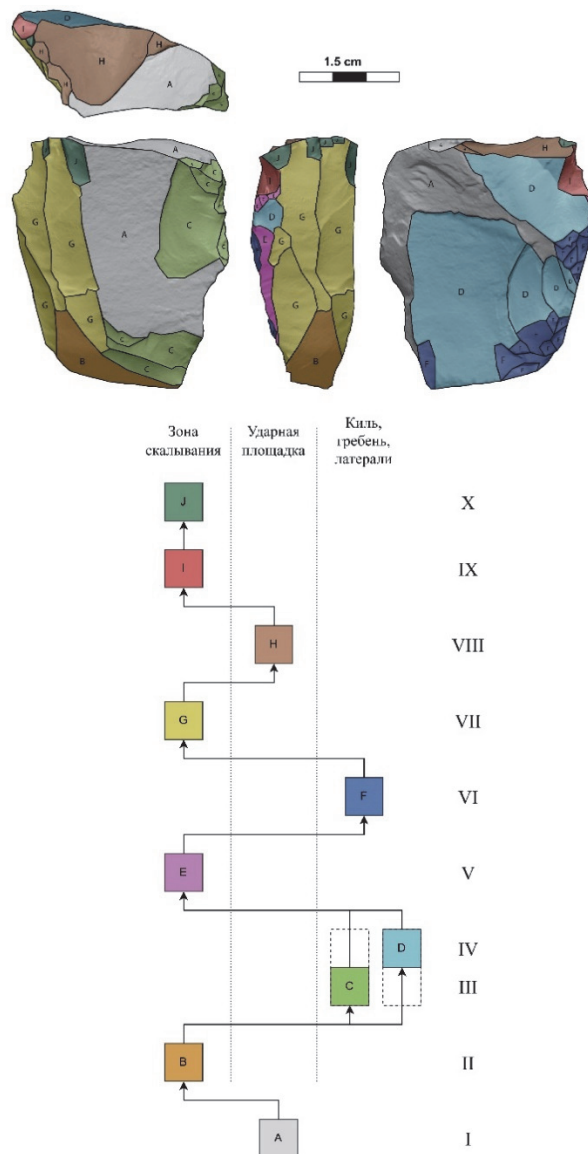 D
I
H H
H
H
A
1.5 cm
A
J
C
C
G G A C
G G
C
C
C
B
J J
I
D G
E G G
G G
B
H
A D I
D D D
F F
Зона
скалывания
Ударная
площадка
Киль,
гребень,
латерали
J X
I IX
H VIII
G VII
F VI
E V
D IV
C III
B II
A I